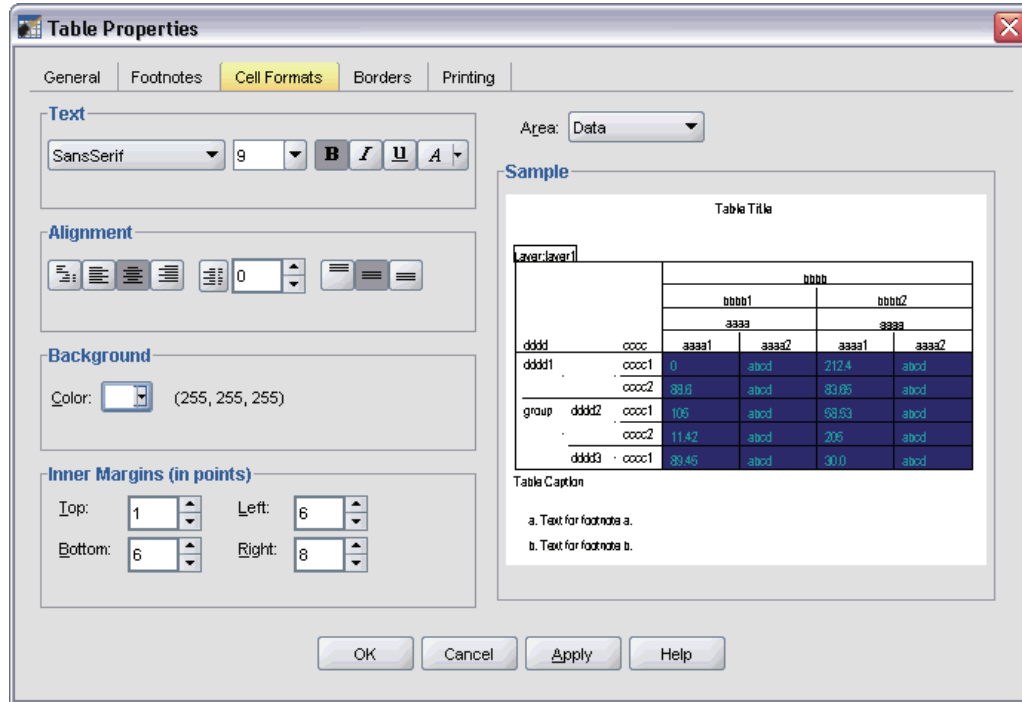 Table Properties
General Footnotes Cell Formats Borders Printing
Text
SansSerif 9 B I U A
Alignment
0
Background
Color: (255, 255, 255)
Inner Margins (in points)
Top: 1 Left: 6
Bottom: 6 Right: 8
Area: Data
Sample
Table Title
Layer:layer1
bbbb
bbbb1 bbbb2
aaaa aaaa
dddd cccc aaaa1 aaaa2 aaaa1 aaaa2
dddd1 cccc1 0 abcd 212.4 abcd
cccc2 88.6 abcd 83.65 abcd
group dddd2 cccc1 105 abcd 58.53 abcd
cccc2 11.42 abcd 205 abcd
dddd3 cccc1 89.45 abcd 30.0 abcd
Table Caption
a. Text for footnote a.
b. Text for footnote b.
OK Cancel Apply Help